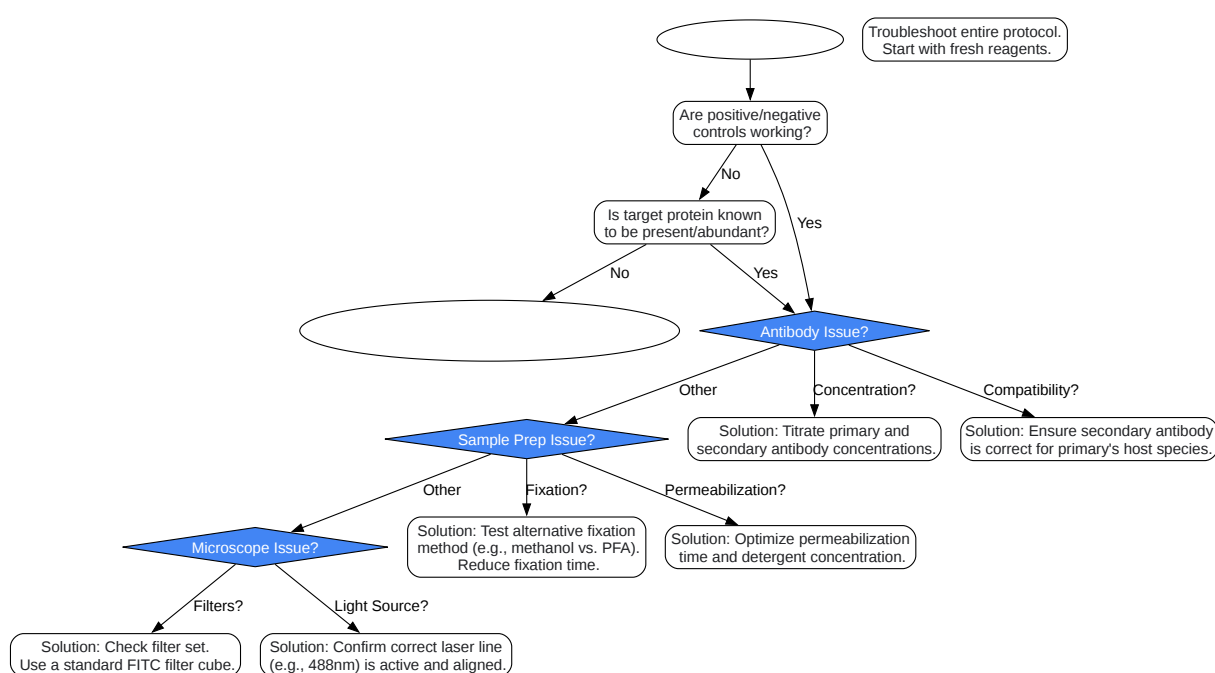 Troubleshoot entire protocol.
Start with fresh reagents.
Are positive/negative
controls working?
No
Yes
Is target protein known
to be present/abundant?
No
Yes
Antibody Issue?
Other
Concentration?
Compatibility?
Solution: Titrate primary and
secondary antibody concentrations.
Solution: Ensure secondary antibody
is correct for primary's host species.
Sample Prep Issue?
Other
Fixation?
Permeabilization?
Solution: Test alternative fixation
method (e.g., methanol vs. PFA).
Reduce fixation time.
Solution: Optimize permeabilization
time and detergent concentration.
Microscope Issue?
Filters?
Light Source?
Solution: Check filter set.
Use a standard FITC filter cube.
Solution: Confirm correct laser line
(e.g., 488nm) is active and aligned.